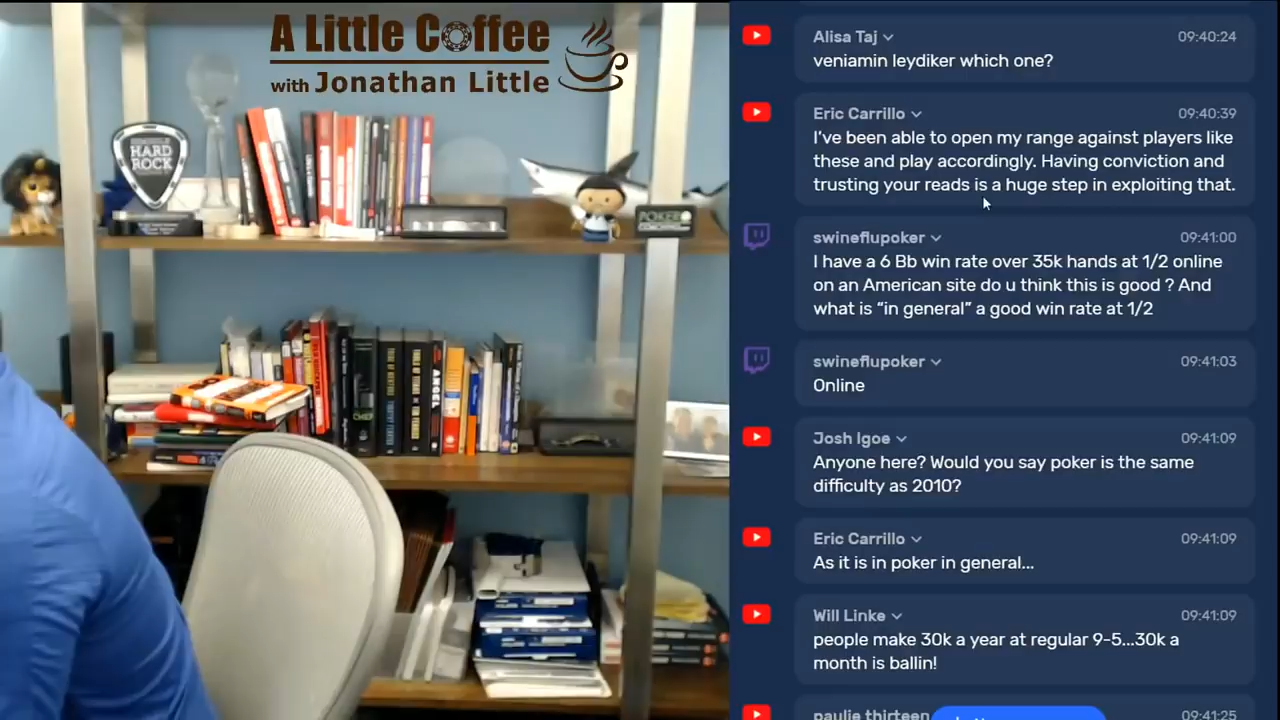 A Little Coffee
with Jonathan Little
HARD
ROCK
POKER
COACHING
ANGEL
Alisa Taj
09:40:24
veniamin leydiker which one?
Eric Carrillo
09:40:39
I've been able to open my range against players like
these and play accordingly. Having conviction and
trusting your reads is a huge step in exploiting that.
swineflupoker
09:41:00
I have a 6 Bb win rate over 35k hands at 1/2 online
on an American site do u think this is good ? And
what is “in general” a good win rate at 1/2
swineflupoker
09:41:03
Online
Josh Igoe
09:41:09
Anyone here? Would you say poker is the same
difficulty as 2010?
Eric Carrillo
09:41:09
As it is in poker in general...
Will Linke
09:41:09
people make 30k a year at regular 9-5...30k a
month is ballin!
paulie thirteen
09:41:25